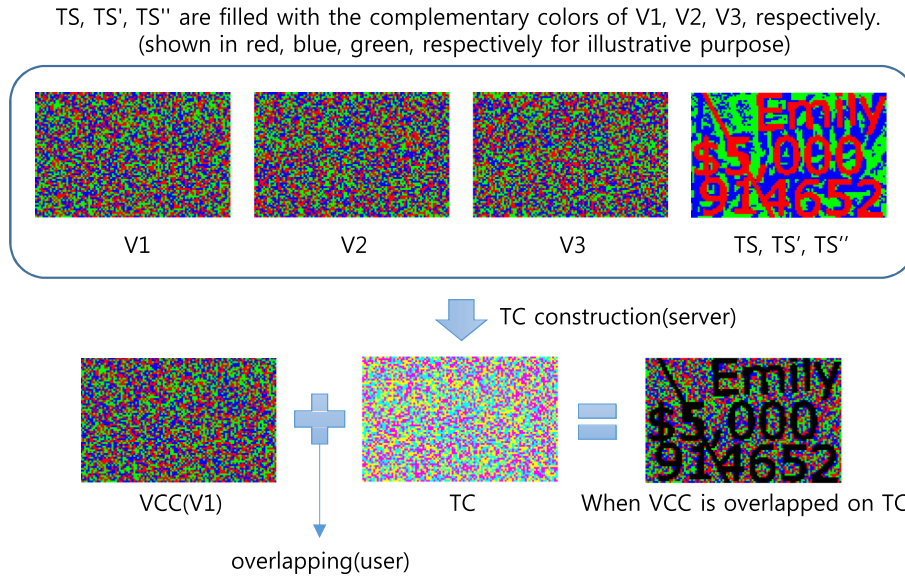 TS, TS', TS'' are filled with the complementary colors of V1, V2, V3, respectively.
(shown in red, blue, green, respectively for illustrative purpose)
Emily
$5,000
914652
V1
V2
V3
TS, TS', TS''
TC construction(server)
Emily
$5,000
914652
VCC(V1)
TC
When VCC is overlapped on TC
overlapping(user)